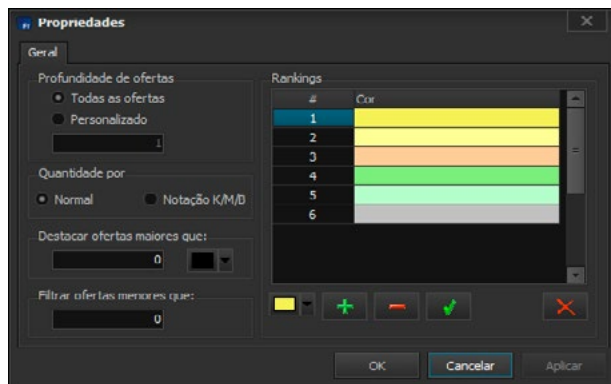 Propriedades
Geral
Profundidade de ofertas
Todas as ofertas
Personalizado
1
Quantidade por
Normal
Notação K/M/B
Destacar ofertas maiores que:
0
Filtrar ofertas menores que:
0
Rankings
# Cor
1
2
3
4
5
6
OK Cancelar Aplicar